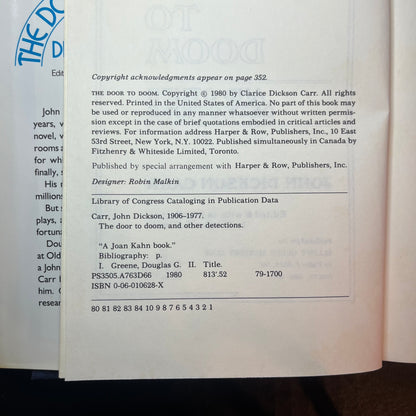 THE DO
D
Edit
John
years, w
novel, w
rooms a
for wh
finally, s
His r
millions
But s
plays, a
fortuna
Dou
at Old
a John
Carr l
him. C
resear
TO
DOOM
Copyright acknowledgments appear on page 352.
THE DOOR TO DOOM. Copyright © 1980 by Clarice Dickson Carr. All rights
reserved. Printed in the United States of America. No part of this book may
be used or reproduced in any manner whatsoever without written permis-
sion except in the case of brief quotations embodied in critical articles and
reviews. For information address Harper & Row, Publishers, Inc., 10 East
53rd Street, New York, N.Y. 10022. Published simultaneously in Canada by
Fitzhenry & Whiteside Limited, Toronto.
Published by special arrangement with Harper & Row, Publishers, Inc.
Designer: Robin Malkin
Library of Congress Cataloging in Publication Data
Carr, John Dickson, 1906-1977.
The door to doom, and other detections.
"A Joan Kahn book."
Bibliography: p.
I. Greene, Douglas G. II. Title.
PS3505.A763D66 1980 813'.52 79-1700
ISBN 0-06-010628-X
80 81 82 83 84 10 9 8 7 6 5 4 3 2 1